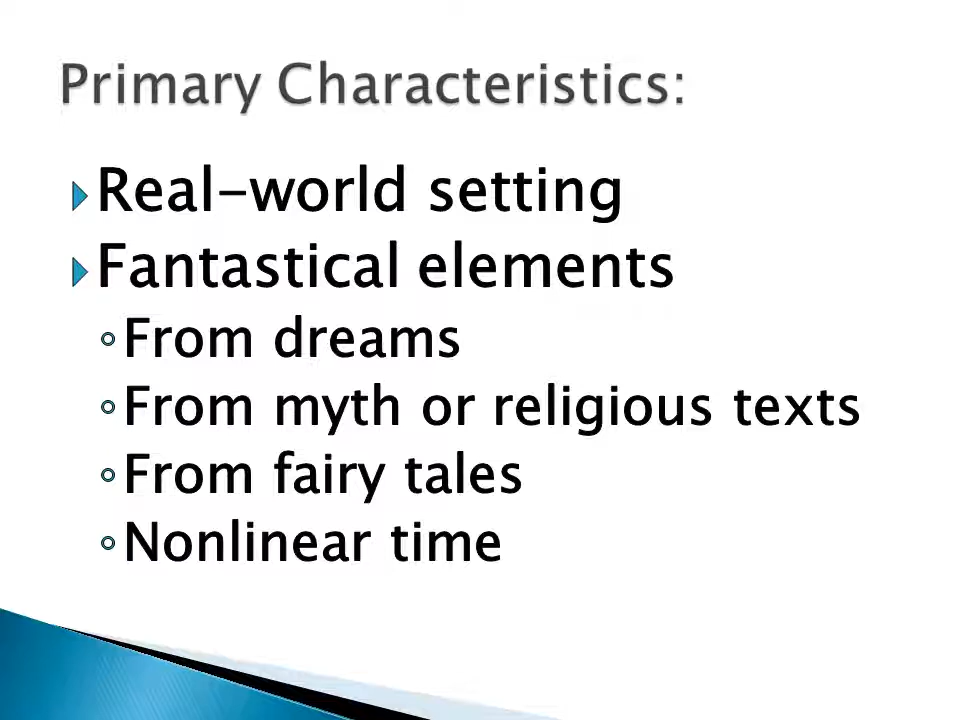 Primary Characteristics:
Real-world setting
Fantastical elements
From dreams
From myth or religious texts
From fairy tales
Nonlinear time